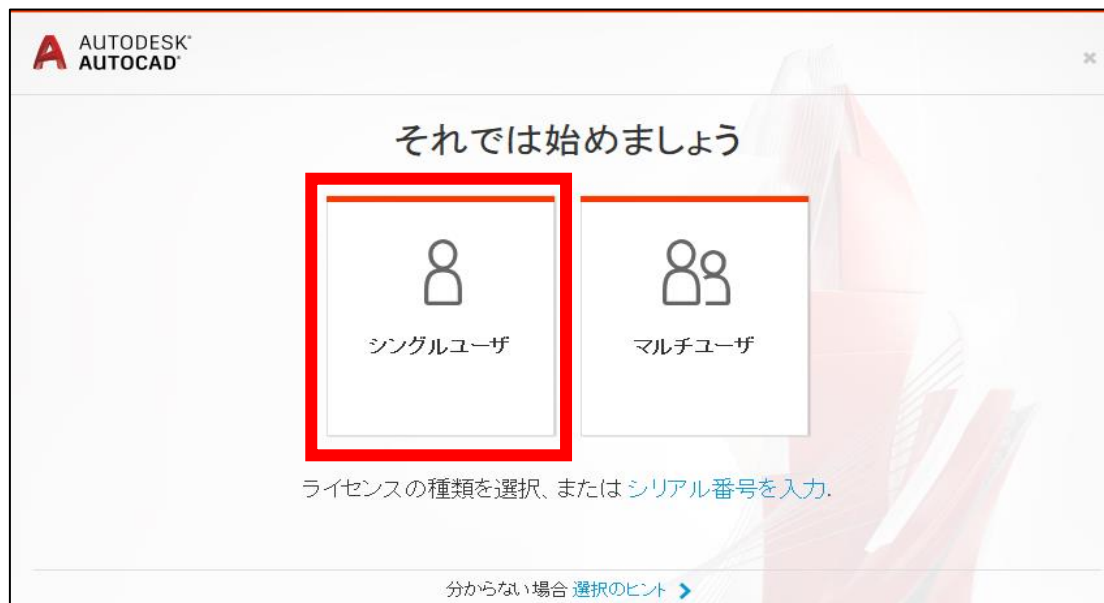 AUTODESK®
AUTOCAD®
それでは始めましょう
シングルユーザ
マルチユーザ
ライセンスの種類を選択、または シリアル番号を入力.
分からない場合 選択のヒント